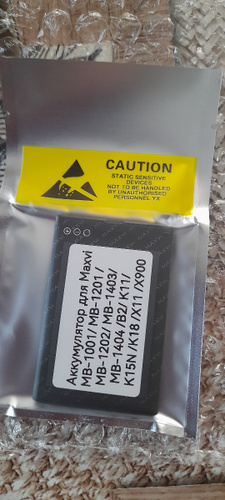 CAUTION
STATIC SENSITIVE
DEVICES
NOT TO BE HANDLED
BY UNAUTHORISED
PERSONNEL YX
Аккумулятор для Maxvi
MB-1001/ MB-1201 /
MB-1202/ MB-1403/
MB-1404 /B2/ K11/
K15N /K18 /X11 /X900